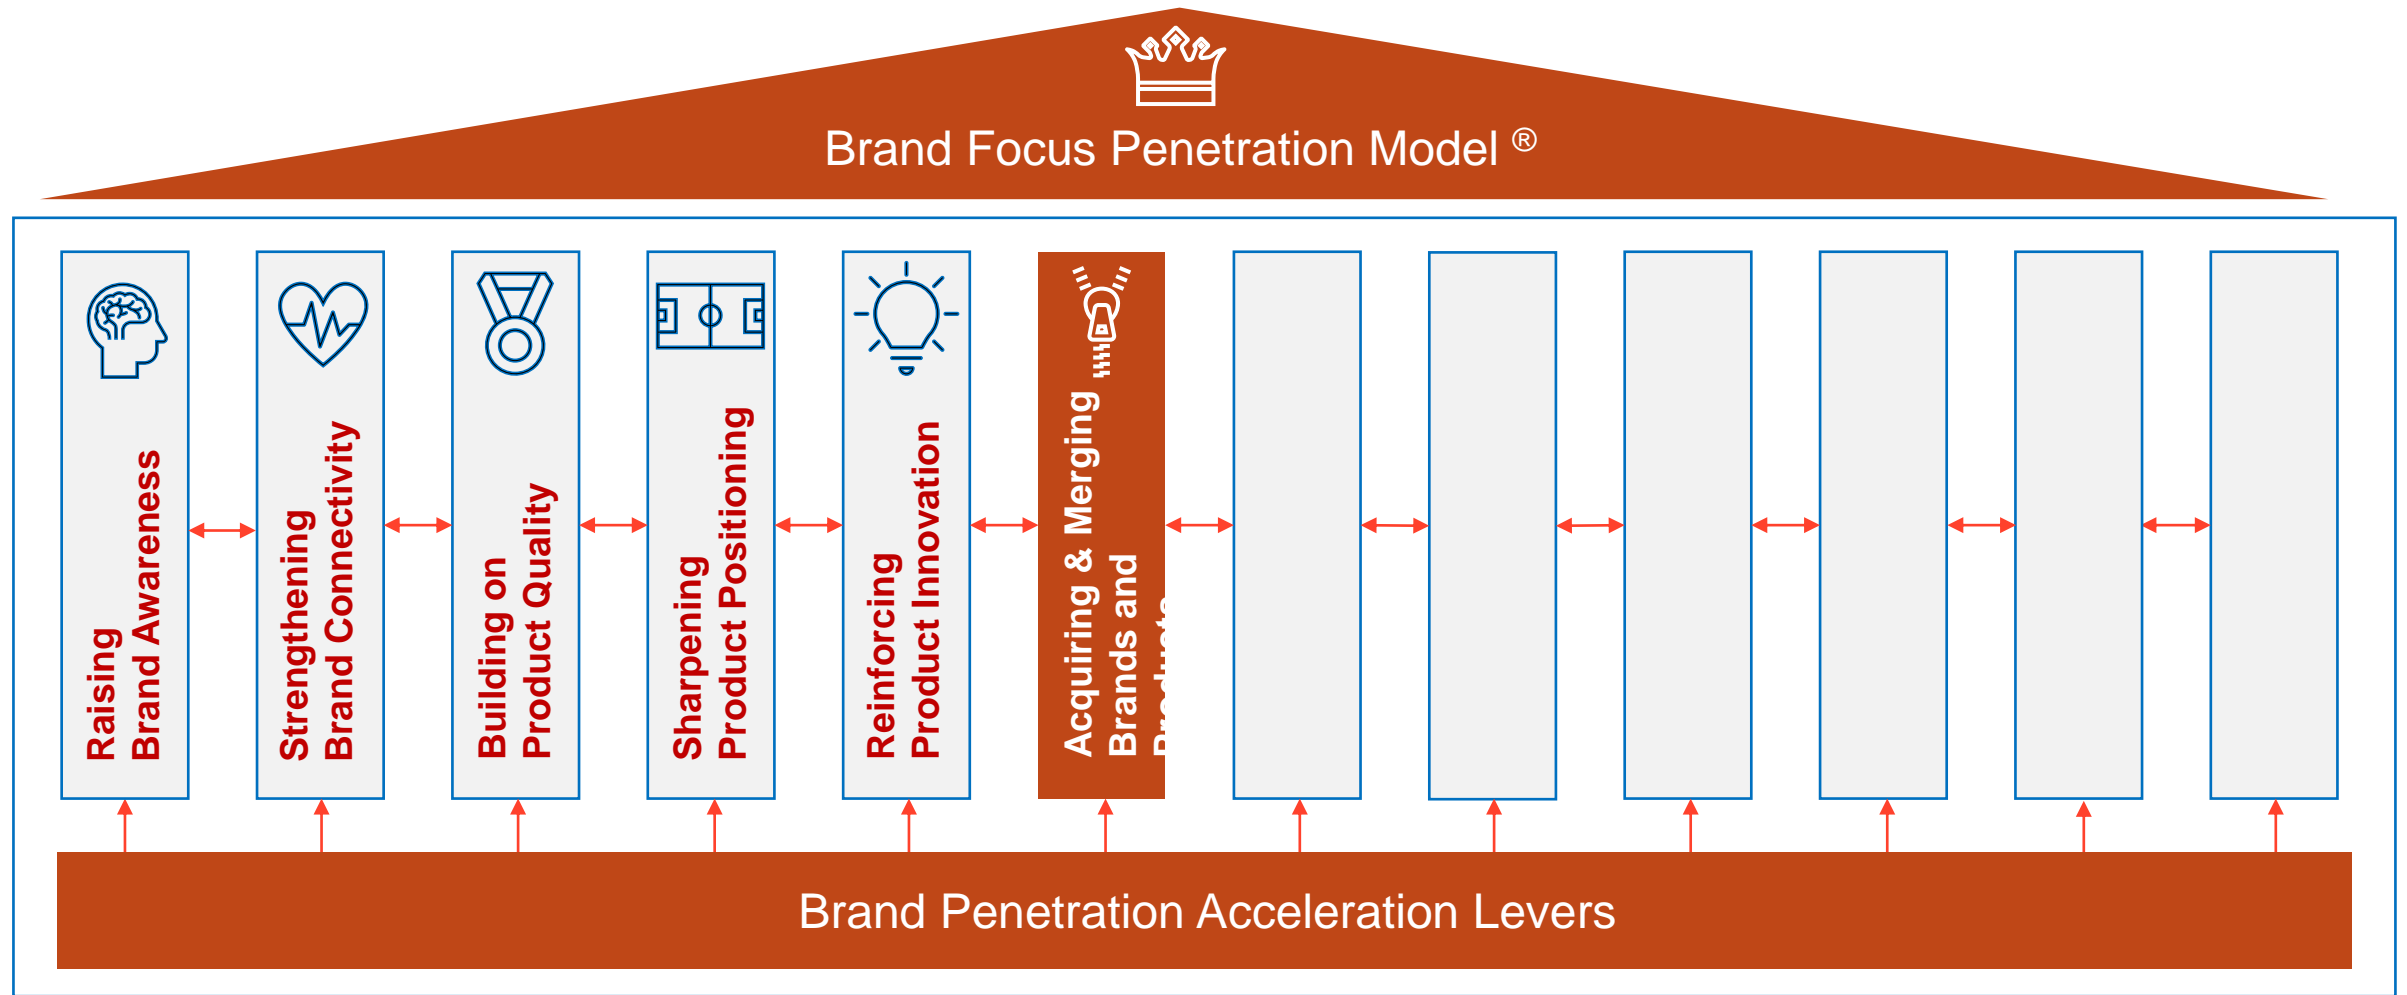 Brand Focus Penetration Model ®
Raising
Brand Awareness
Strengthening
Brand Connectivity
Building on
Product Quality
Sharpening
Product Positioning
Reinforcing
Product Innovation
Acquiring & Merging
Brands and
Products
Brand Penetration Acceleration Levers